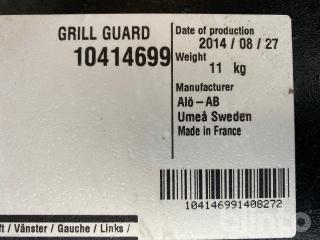 GRILL GUARD
10414699
Date of production
2014 / 08 / 27
Weight
11 kg
Manufacturer
Alö – AB
Umeå Sweden
Made in France
104146991408272
/ Vänster / Gauche / Links /